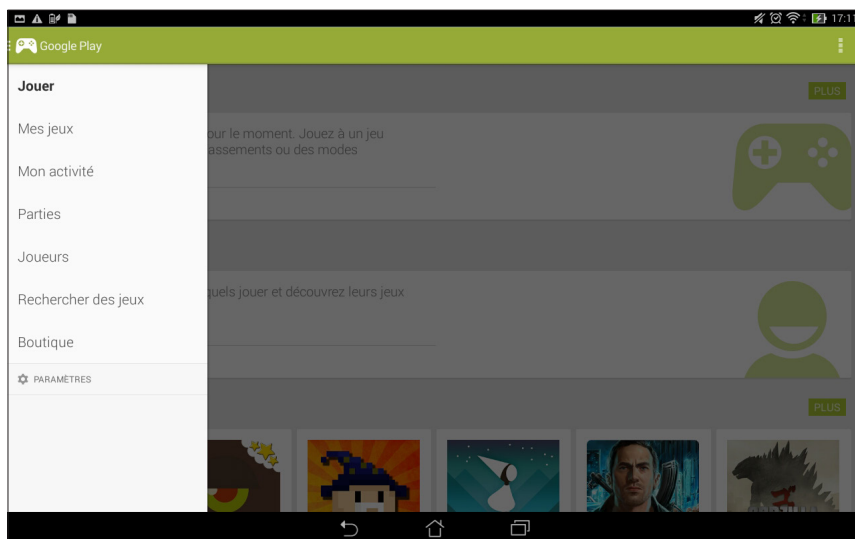 17:11
Google Play
Jouer
PLUS
Mes jeux
our le moment. Jouez à un jeu
assements ou des modes
Mon activité
Parties
Joueurs
Rechercher des jeux
quels jouer et découvrez leurs jeux
Boutique
PARAMÈTRES
PLUS